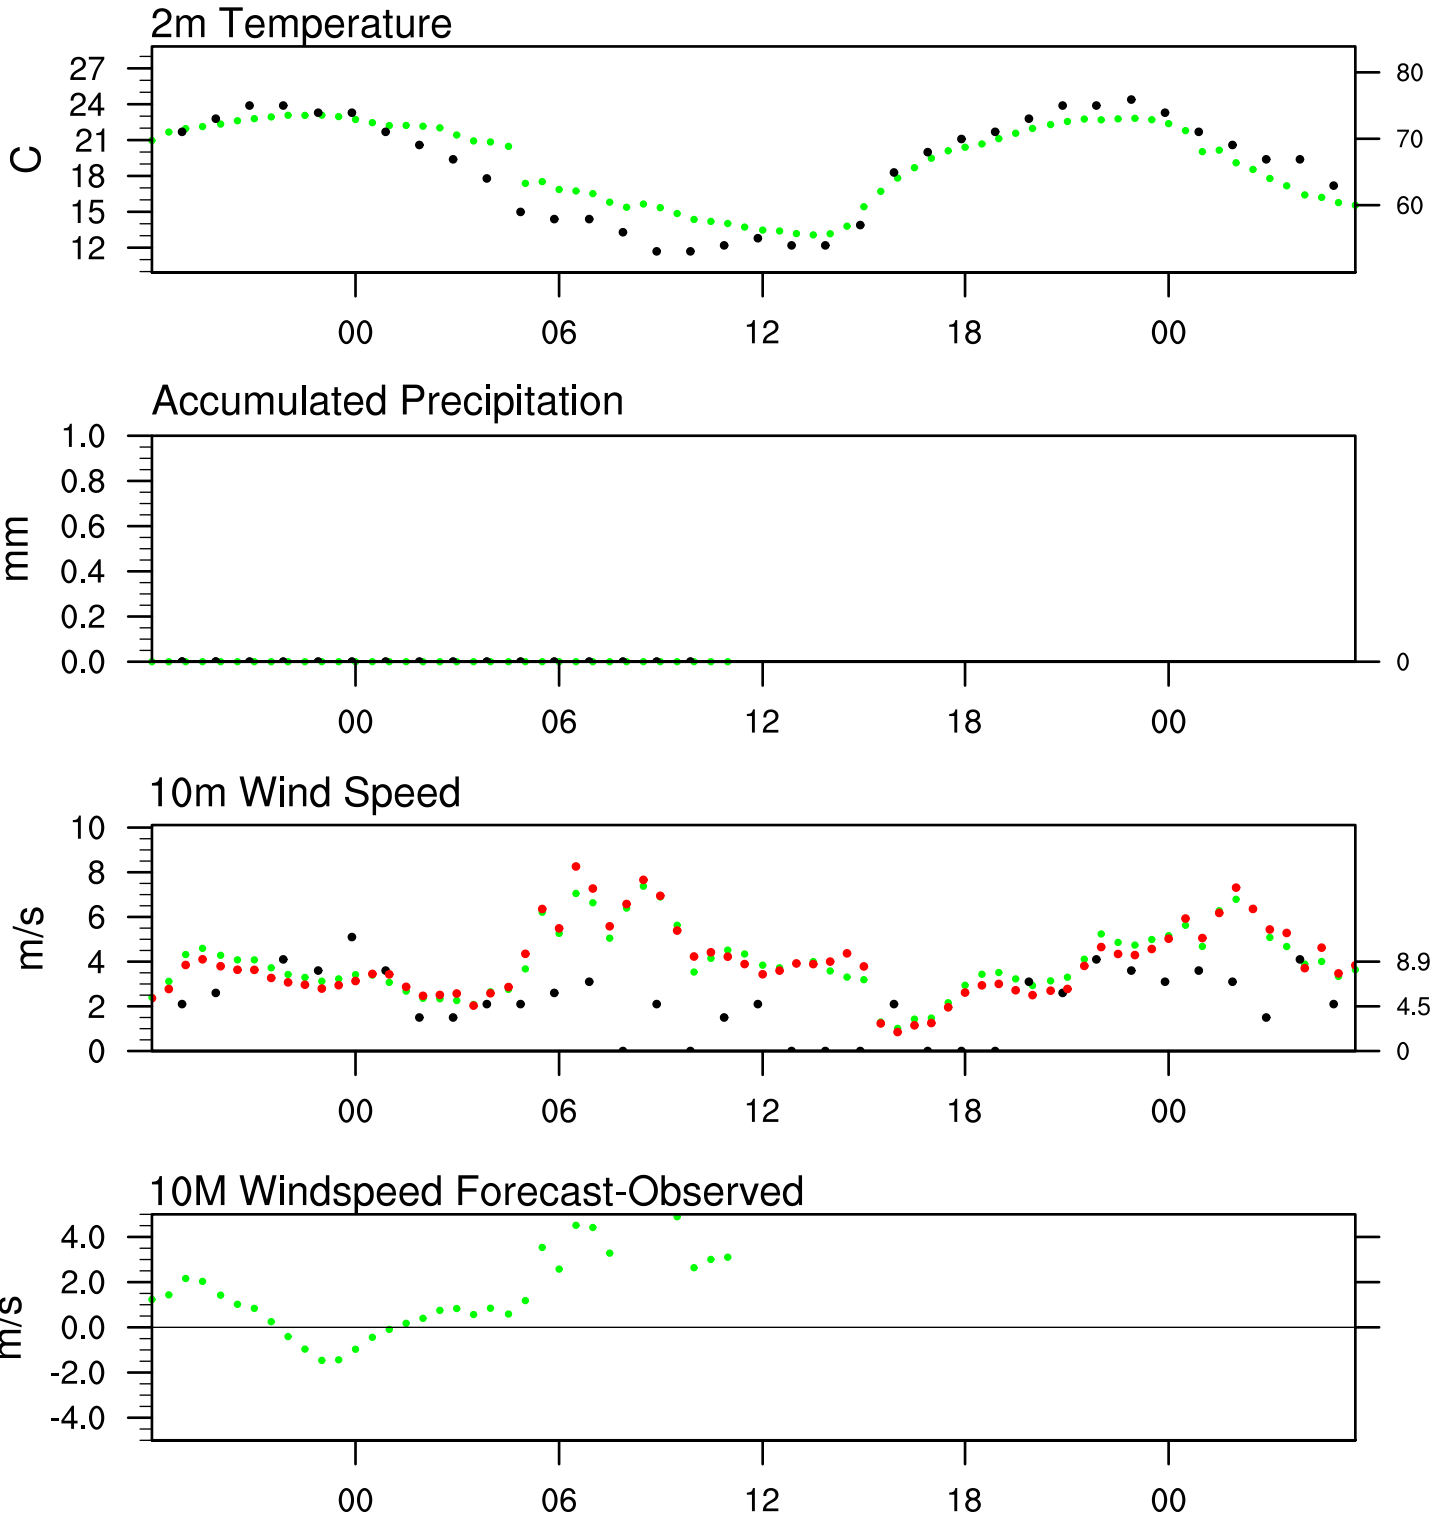 2m Temperature
27
24
21
18
15
12
C
80
70
60
00 06 12 18 00
Accumulated Precipitation
1.0
0.8
0.6
0.4
0.2
0.0
mm
0
00 06 12 18 00
10m Wind Speed
10
8
6
4
2
0
m/s
8.9
4.5
0
00 06 12 18 00
10M Windspeed Forecast-Observed
4.0
2.0
0.0
-2.0
-4.0
m/s
00 06 12 18 00